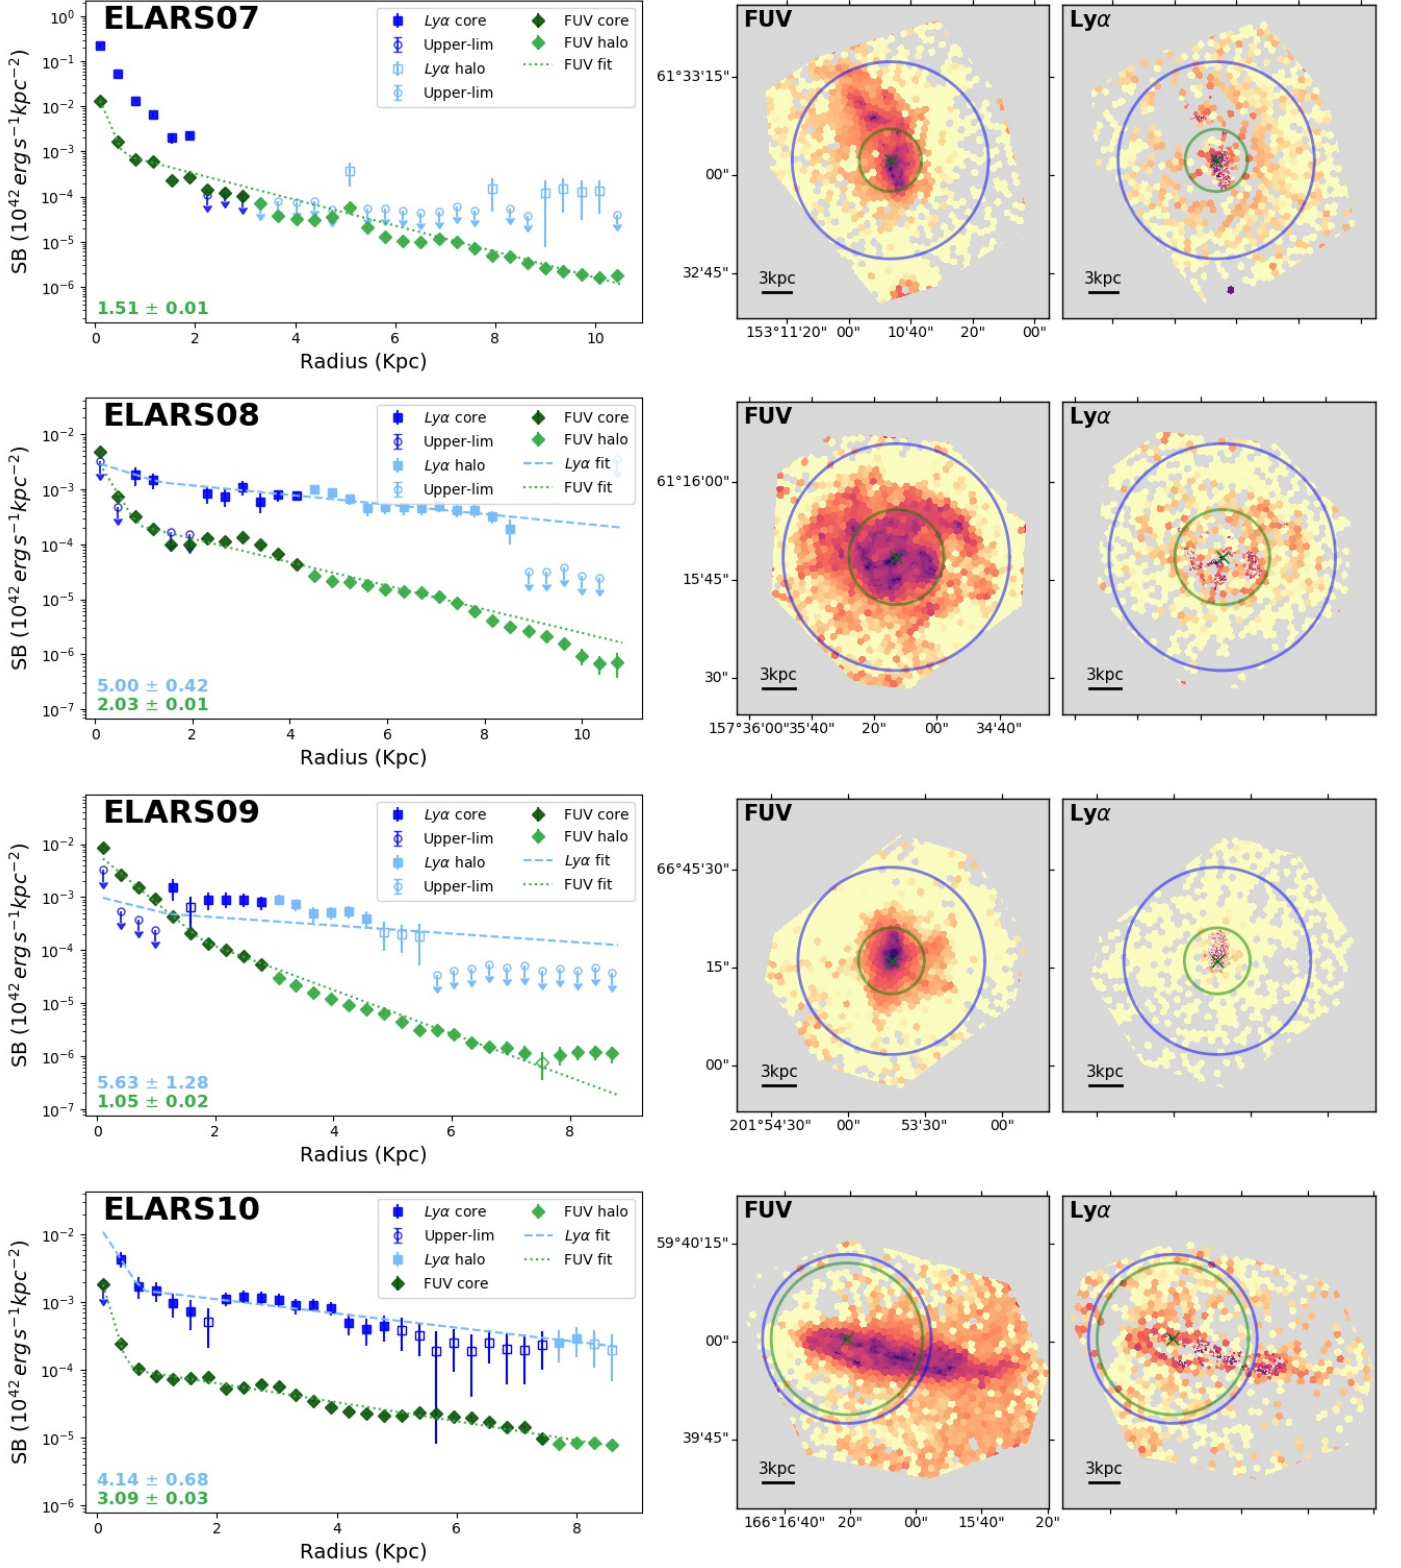 ELARS07
Lyα core
Upper-lim
Lyα halo
Upper-lim
FUV core
FUV halo
FUV fit
SB (10⁴² erg s⁻¹kpc⁻²)
10⁰
10⁻¹
10⁻²
10⁻³
10⁻⁴
10⁻⁵
10⁻⁶
1.51 ± 0.01
0 2 4 6 8 10
Radius (Kpc)
FUV
61°33'15"
00"
32'45"
3kpc
153°11'20" 00" 10'40" 20" 00"
Lyα
3kpc
ELARS08
Lyα core
Upper-lim
Lyα halo
Upper-lim
FUV core
FUV halo
Lyα fit
FUV fit
SB (10⁴² erg s⁻¹kpc⁻²)
10⁻²
10⁻³
10⁻⁴
10⁻⁵
10⁻⁶
10⁻⁷
5.00 ± 0.42
2.03 ± 0.01
0 2 4 6 8 10
Radius (Kpc)
FUV
61°16'00"
15'45"
30"
3kpc
157°36'00"35'40" 20" 00" 34'40"
Lyα
3kpc
ELARS09
Lyα core
Upper-lim
Lyα halo
Upper-lim
FUV core
FUV halo
Lyα fit
FUV fit
SB (10⁴² erg s⁻¹kpc⁻²)
10⁻²
10⁻³
10⁻⁴
10⁻⁵
10⁻⁶
10⁻⁷
5.63 ± 1.28
1.05 ± 0.02
0 2 4 6 8
Radius (Kpc)
FUV
66°45'30"
15"
00"
3kpc
201°54'30" 00" 53'30" 00"
Lyα
3kpc
ELARS10
Lyα core
Upper-lim
Lyα halo
FUV core
FUV halo
Lyα fit
FUV fit
SB (10⁴² erg s⁻¹kpc⁻²)
10⁻²
10⁻³
10⁻⁴
10⁻⁵
10⁻⁶
4.14 ± 0.68
3.09 ± 0.03
0 2 4 6 8
Radius (Kpc)
FUV
59°40'15"
00"
39'45"
3kpc
166°16'40" 20" 00" 15'40" 20"
Lyα
3kpc